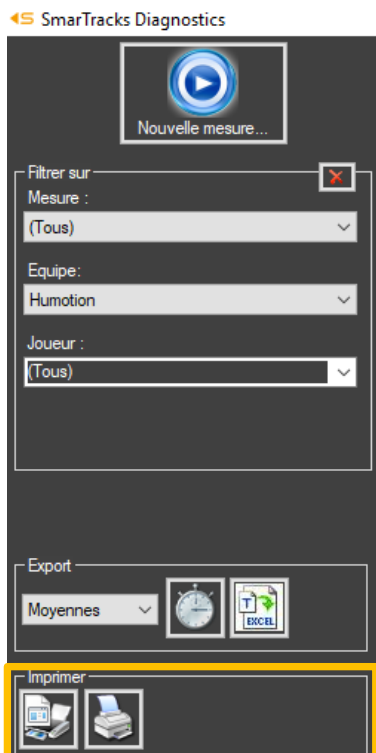 SmarTracks Diagnostics
Nouvelle mesure...
Filtrer sur
Mesure :
(Tous)
Equipe:
Humotion
Joueur :
(Tous)
Export
Moyennes
EXCEL
Imprimer